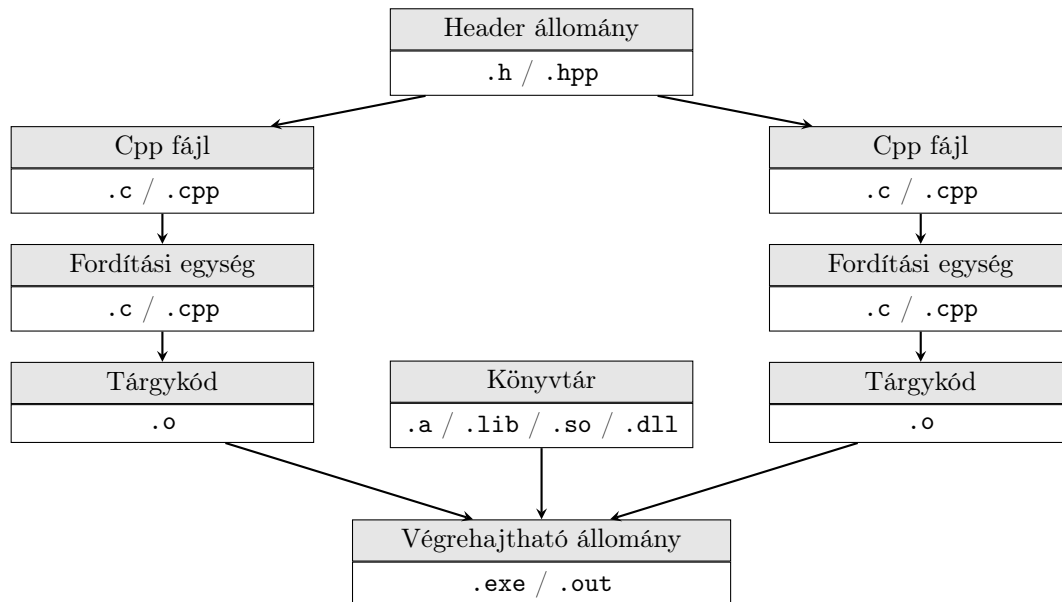 Header állomány
.h / .hpp
Cpp fájl
.c / .cpp
Cpp fájl
.c / .cpp
Fordítási egység
.c / .cpp
Fordítási egység
.c / .cpp
Tárgykód
.o
Könyvtár
.a / .lib / .so / .dll
Tárgykód
.o
Végrehajtható állomány
.exe / .out